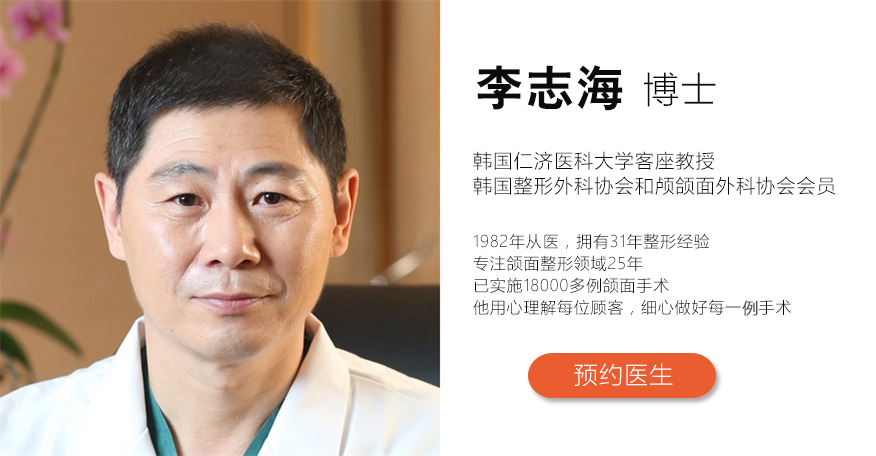 李志海 博士
韩国仁济医科大学客座教授
韩国整形外科协会和颅颌面外科协会会员
1982年从医，拥有31年整形经验
专注颌面整形领域25年
已实施18000多例颌面手术
他用心理解每位顾客，细心做好每一例手术
预约医生